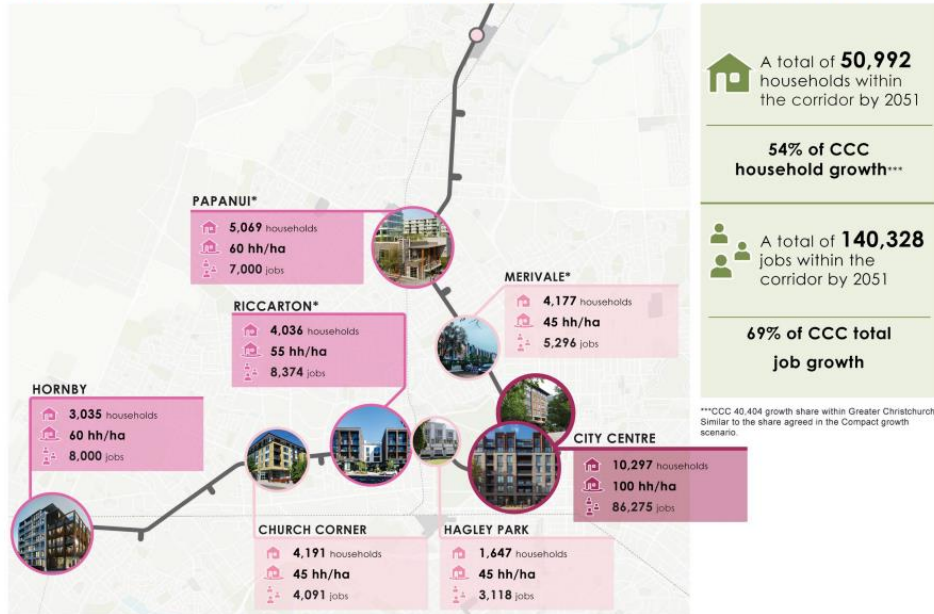 A total of 50,992
households within
the corridor by 2051
54% of CCC
household growth***
A total of 140,328
jobs within the
corridor by 2051
69% of CCC total
job growth
***CCC 40,404 growth share within Greater Christchurch
Similar to the share agreed in the Compact growth
scenario.
PAPANUI*
5,069 households
60 hh/ha
7,000 jobs
MERIVALE*
4,177 households
45 hh/ha
5,296 jobs
RICCARTON*
4,036 households
55 hh/ha
8,374 jobs
HORNBY
3,035 households
60 hh/ha
8,000 jobs
CITY CENTRE
10,297 households
100 hh/ha
86,275 jobs
CHURCH CORNER
4,191 households
45 hh/ha
4,091 jobs
HAGLEY PARK
1,647 households
45 hh/ha
3,118 jobs